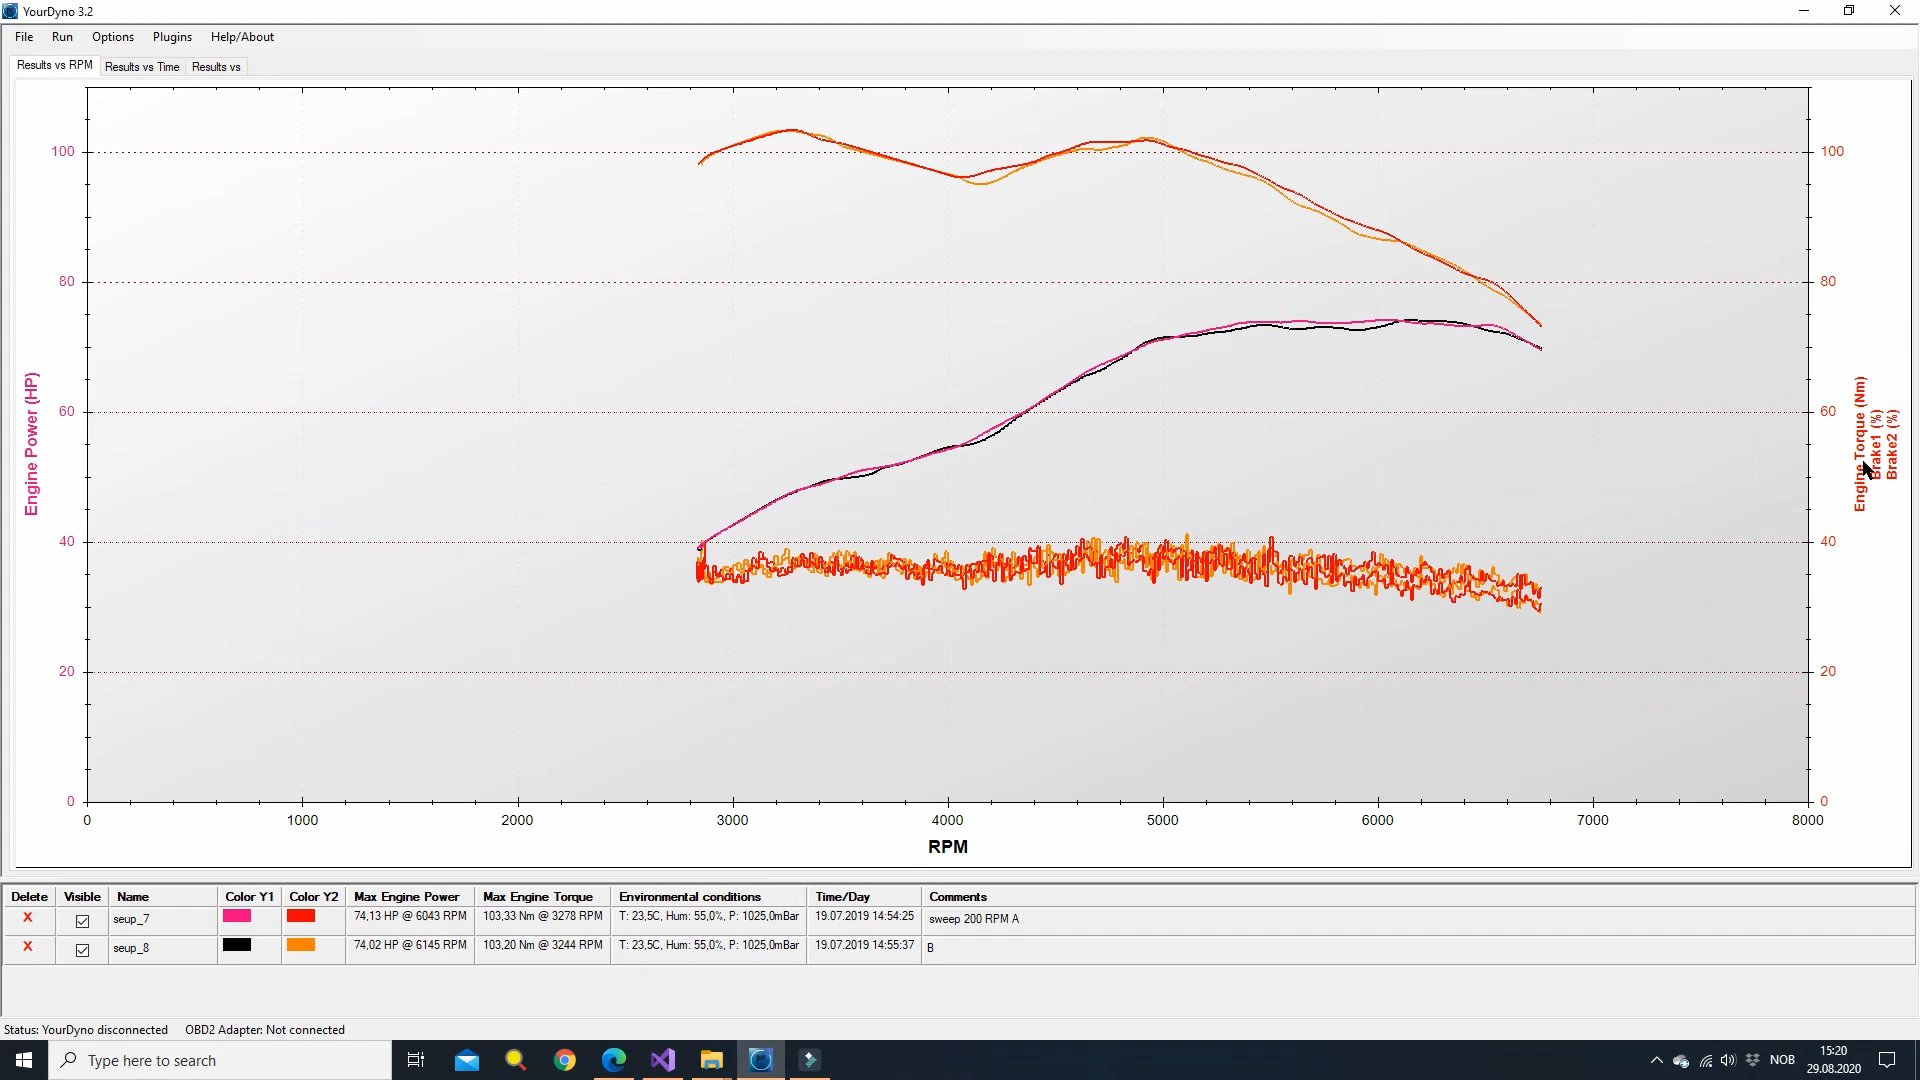 YourDyno 3.2
File Run Options Plugins Help/About
Results vs RPM Results vs Time Results vs
100 100
80 80
60 60
40 40
20 20
0 0
Engine Power (HP)
Engine Torque (Nm)
Brake1 (%)
Brake2 (%)
0 1000 2000 3000 4000 5000 6000 7000 8000
RPM
Delete Visible Name Color Y1 Color Y2 Max Engine Power Max Engine Torque Environmental conditions Time/Day Comments
X seup_7 74,13 HP @ 6043 RPM 103,33 Nm @ 3278 RPM T: 23,5C, Hum: 55,0%, P: 1025,0mBar 19.07.2019 14:54:25 sweep 200 RPM A
X seup_8 74,02 HP @ 6145 RPM 103,20 Nm @ 3244 RPM T: 23,5C, Hum: 55,0%, P: 1025,0mBar 19.07.2019 14:55:37 B
Status: YourDyno disconnected OBD2 Adapter: Not connected
Type here to search
NOB
15:20
29.08.2020